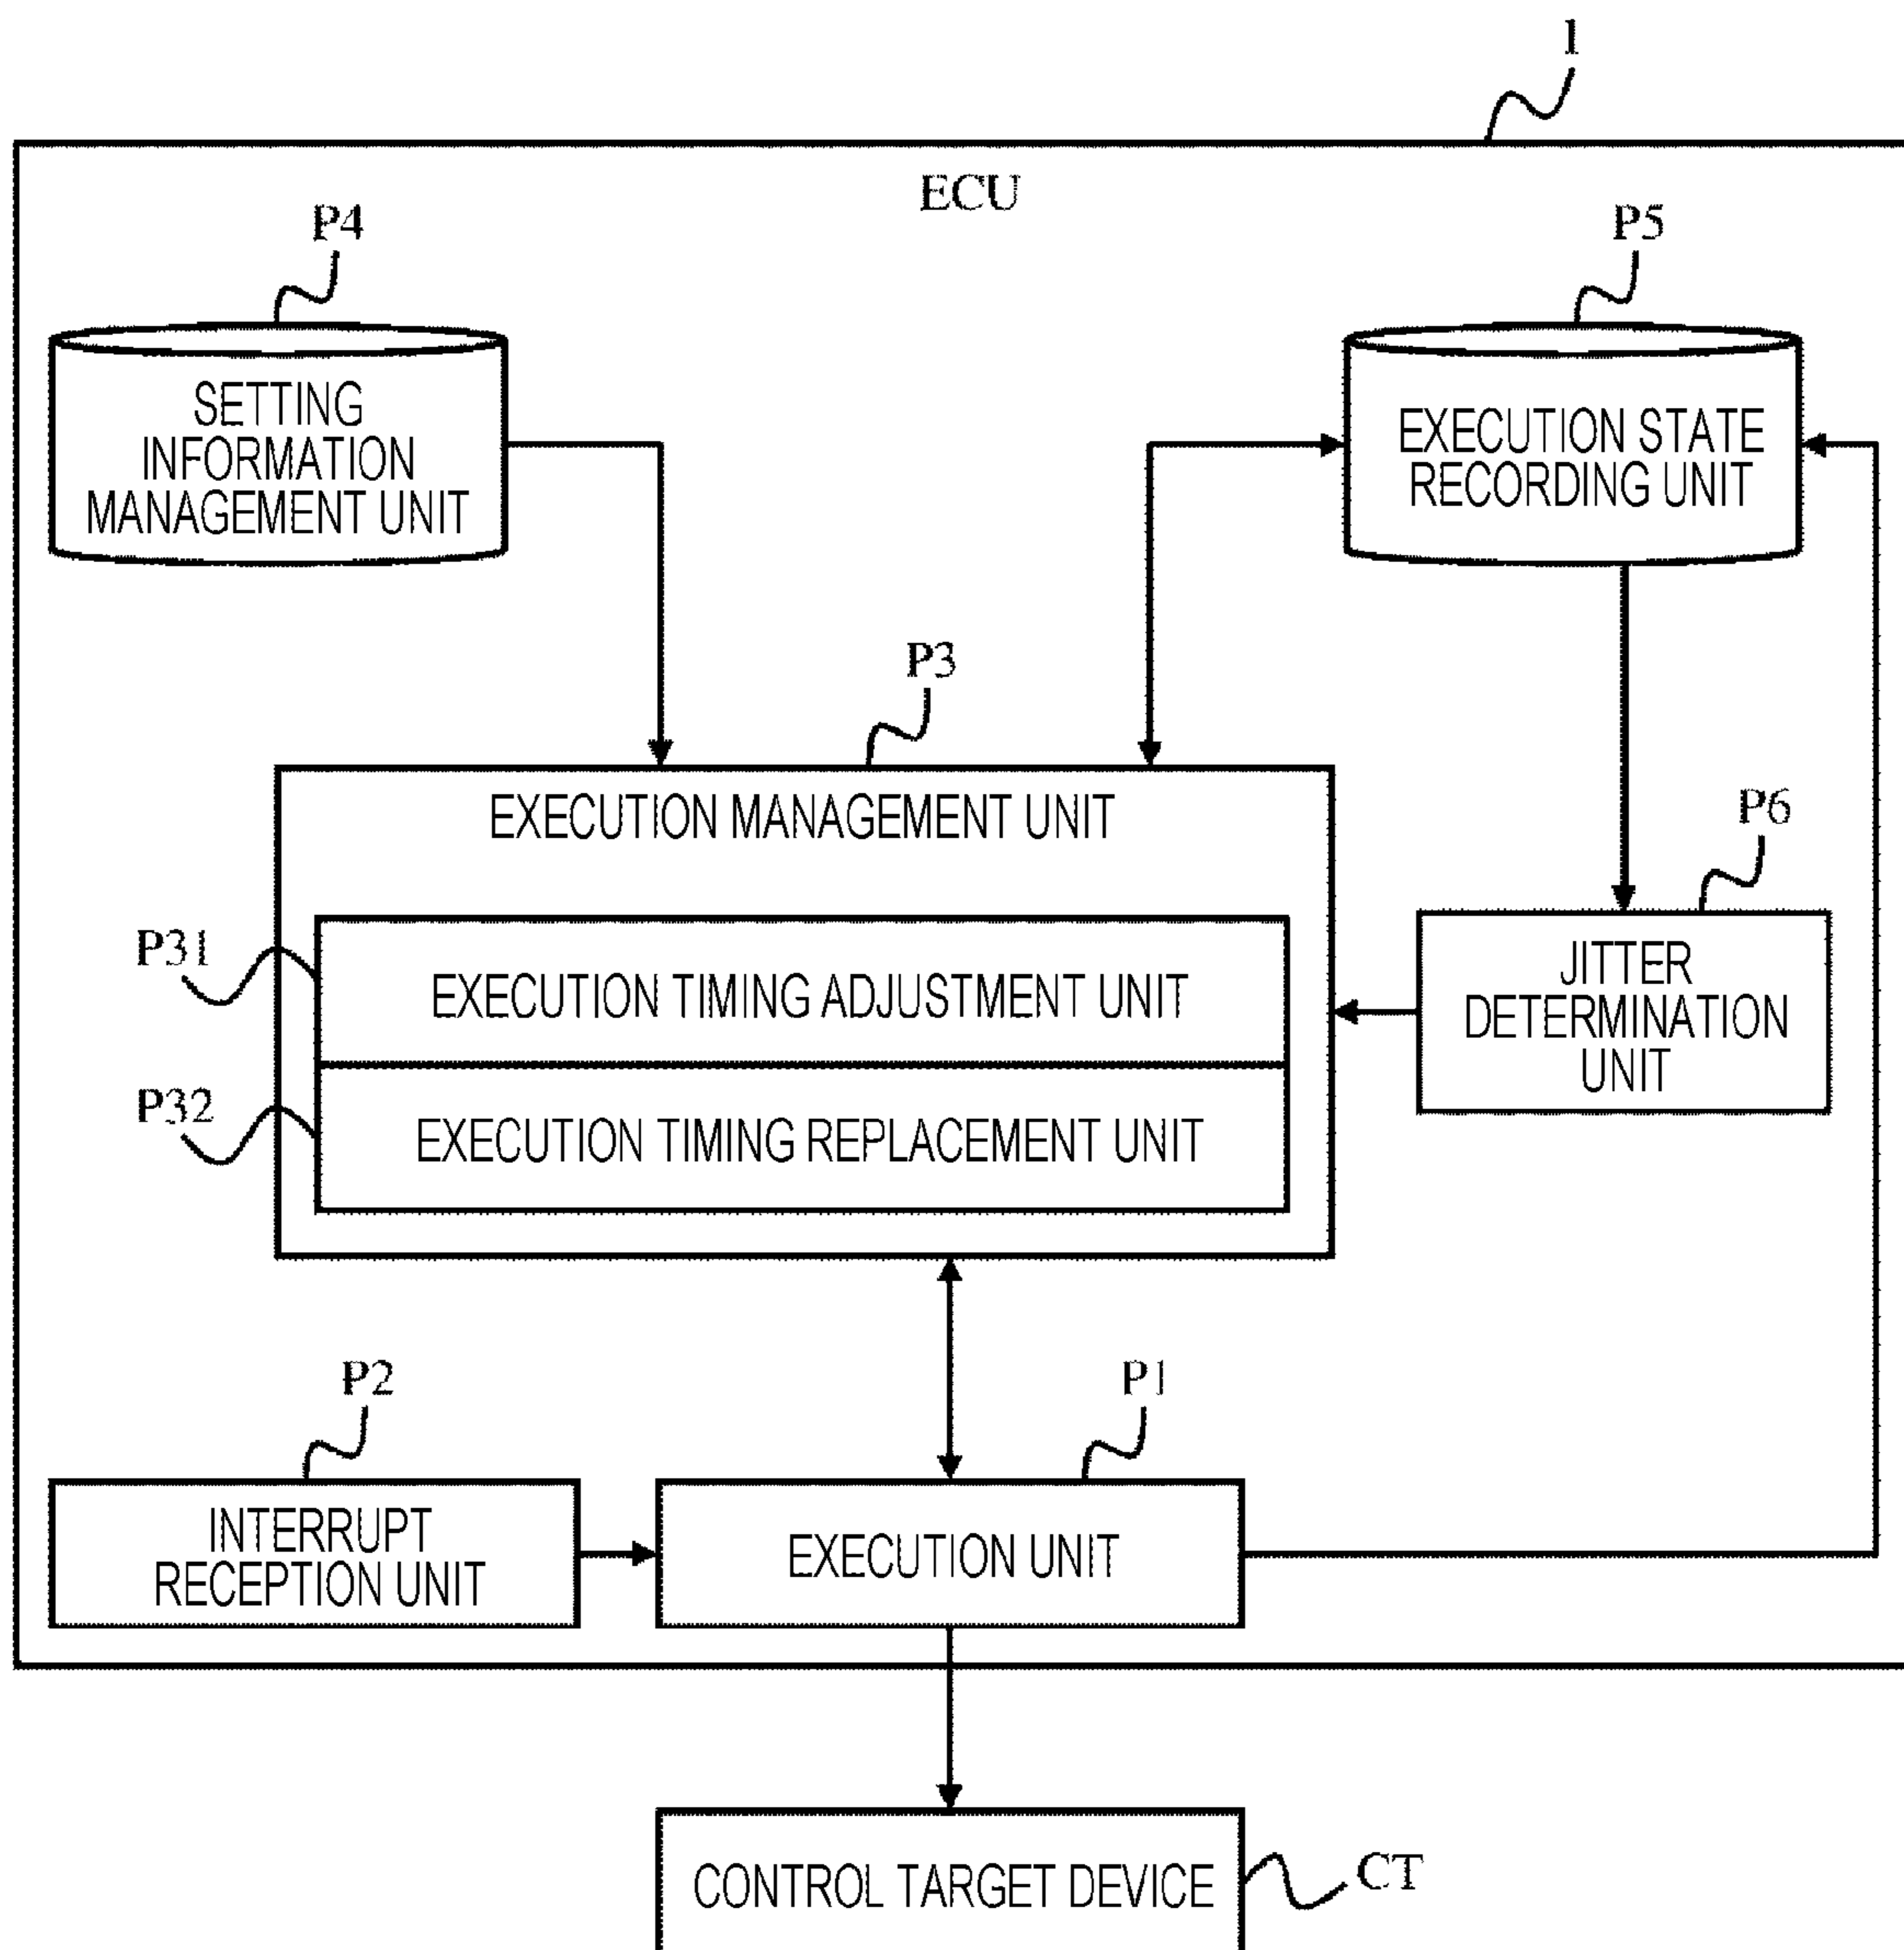 1
ECU
P4
P5
SETTING
INFORMATION
MANAGEMENT UNIT
EXECUTION STATE
RECORDING UNIT
P3
EXECUTION MANAGEMENT UNIT
P6
P31
EXECUTION TIMING ADJUSTMENT UNIT
JITTER
DETERMINATION
UNIT
P32
EXECUTION TIMING REPLACEMENT UNIT
P2
P1
INTERRUPT
RECEPTION UNIT
EXECUTION UNIT
CONTROL TARGET DEVICE
CT